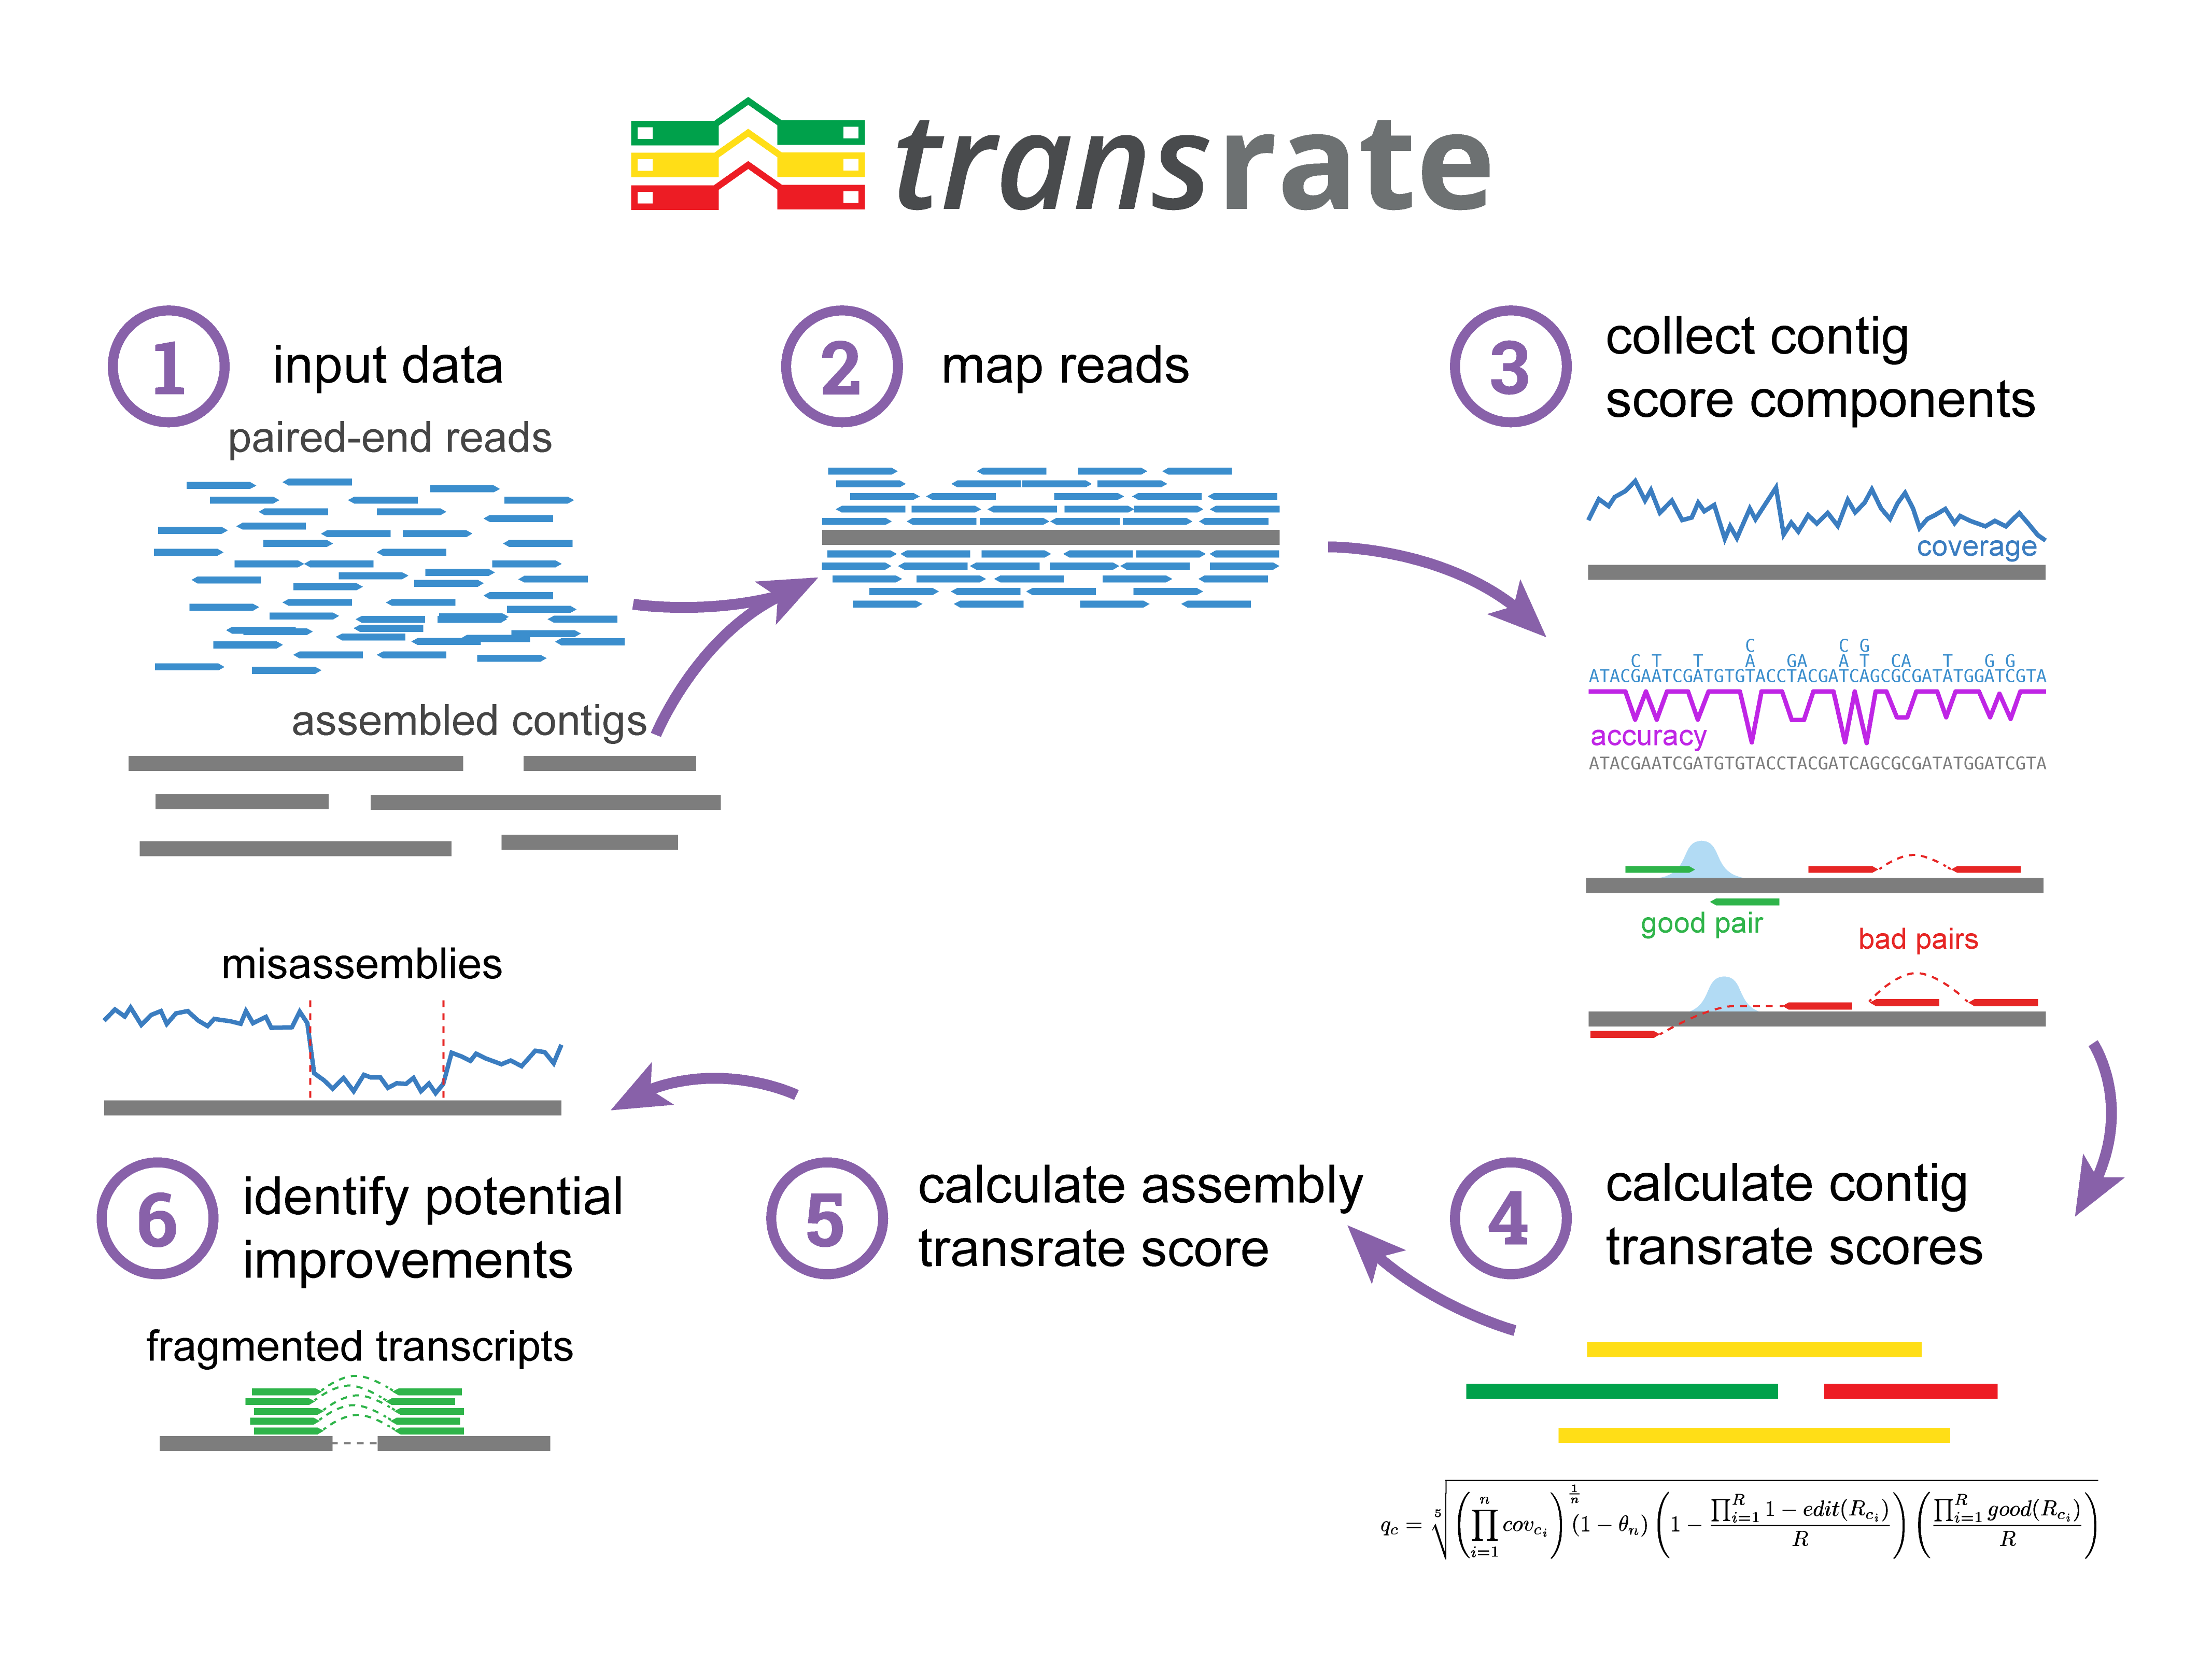 transrate
1
input data
paired-end reads
assembled contigs
2
map reads
3
collect contig
score components
coverage
C G
C
C T T A GA A T CA T G G
ATACGAATCGATGTGTACCTACGATCAGCGCGATATGGATCGTA
accuracy
ATACGAATCGATGTGTACCTACGATCAGCGCGATATGGATCGTA
good pair
bad pairs
4
calculate contig
transrate scores
q_c = \sqrt[5]{\left(\prod_{i=1}^{n} cov_{c_i}\right)^{\frac{1}{n}} (1 - θ_n) \left(1 - \frac{\prod_{i=1}^{R} 1 - edit(R_{c_i})}{R}\right) \left(\frac{\prod_{i=1}^{R} good(R_{c_i})}{R}\right)}
5
calculate assembly
transrate score
misassemblies
6
identify potential
improvements
fragmented transcripts